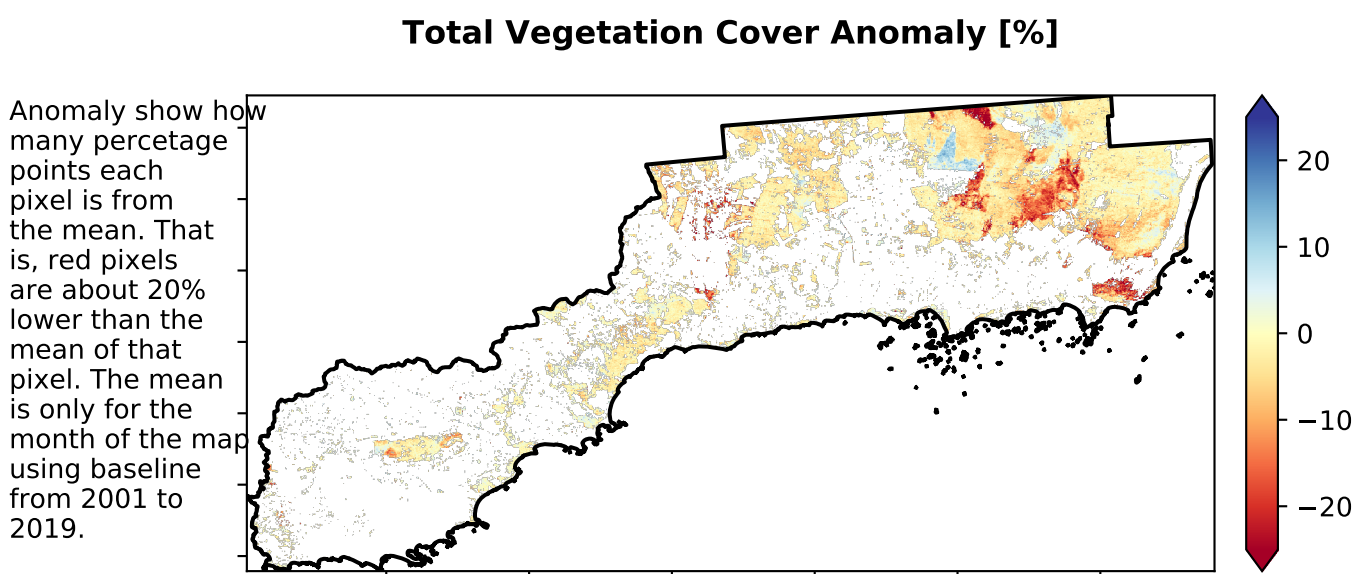 Total Vegetation Cover Anomaly [%]
Anomaly show how
many percetage
points each
pixel is from
the mean. That
is, red pixels
are about 20%
lower than the
mean of that
pixel. The mean
is only for the
month of the map
using baseline
from 2001 to
2019.
20
10
0
−10
−20